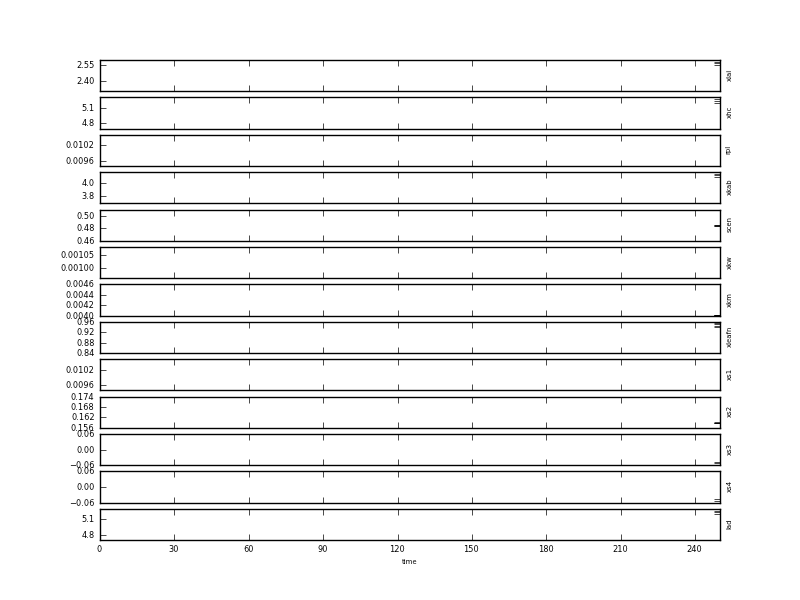 2.55
2.40
xlai
5.1
4.8
xhc
0.0102
0.0096
rpl
4.0
3.8
xkab
0.50
0.48
0.46
scen
0.00105
0.00100
xkw
0.0046
0.0044
0.0042
0.0040
xkm
0.96
0.92
0.88
0.84
xleafn
0.0102
0.0096
xs1
0.174
0.168
0.162
0.156
xs2
0.06
0.00
−0.06
xs3
0.06
0.00
−0.06
xs4
5.1
4.8
lad
0 30 60 90 120 150 180 210 240
time